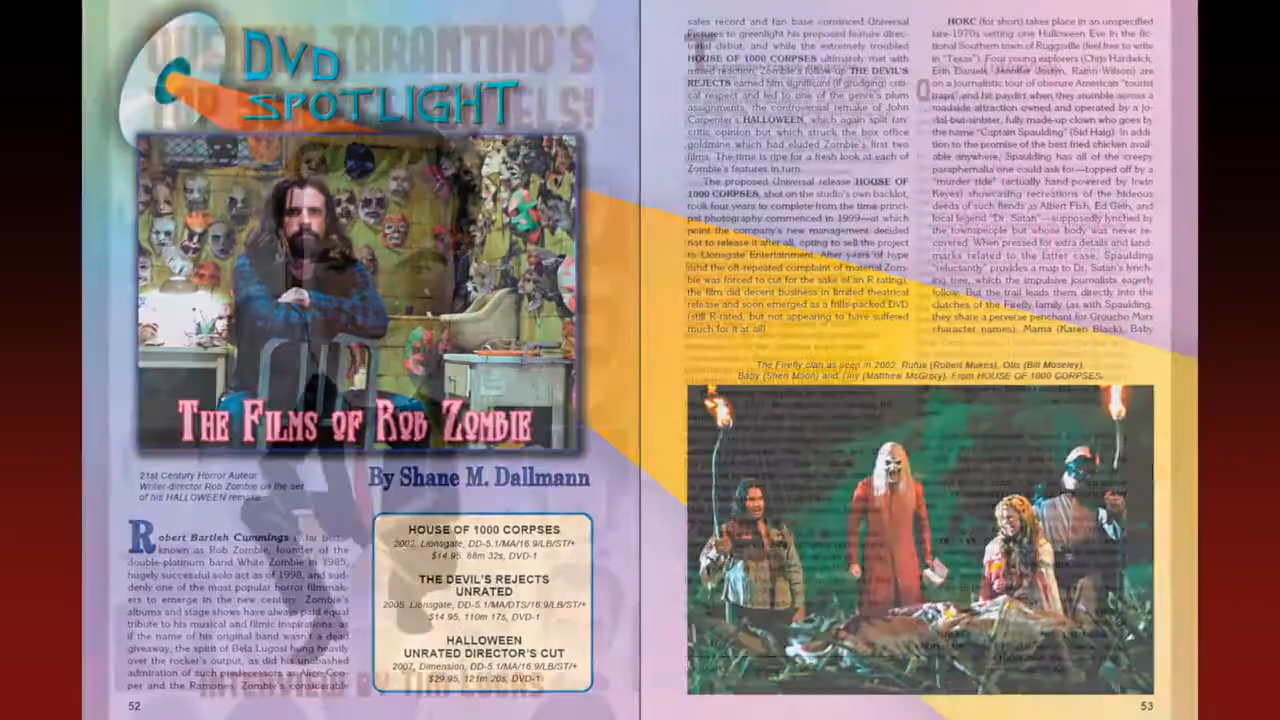 QUENTIN TARANTINO'S
DVD
SPOTLIGHT
THE FILMS OF ROB ZOMBIE
21st Century Horror Auteur
Writer-director Rob Zombie on the set
of his HALLOWEEN remake.
By Shane M. Dallmann
Robert Bartleh Cummings is far better
known as Rob Zombie, founder of the
double-platinum band White Zombie in 1985,
hugely successful solo act as of 1998, and sud-
denly one of the most popular horror filmmak-
ers to emerge in the new century. Zombie's
albums and stage shows have always paid equal
tribute to his musical and filmic inspirations: as
if the name of his original band wasn't a dead
giveaway, the spirit of Bela Lugosi hung heavily
over the rocker's output, as did his unabashed
admiration of such predecessors as Alice Coo-
per and the Ramones. Zombie's considerable
HOUSE OF 1000 CORPSES
2002, Lionsgate, DD-5.1/MA/16:9/LB/ST/+
$14.95, 88m 32s, DVD-1
THE DEVIL'S REJECTS
UNRATED
2005, Lionsgate, DD-5.1/MA/DTS/16:9/LB/ST/+
$14.95, 110m 17s, DVD-1
HALLOWEEN
UNRATED DIRECTOR'S CUT
2007, Dimension, DD-5.1/MA/16:9/LB/ST/+
$29.95, 121m 20s, DVD-1
INTERVIEW BY TIM LUCAS
52
sales record and fan base convinced Universal
Pictures to greenlight his proposed feature direc-
torial debut, and while the extremely troubled
HOUSE OF 1000 CORPSES ultimately met with
mixed reaction, Zombie's follow-up THE DEVIL'S
REJECTS earned him significant (if grudging) crit-
ical respect and led to one of the genre's plum
assignments, the controversial remake of John
Carpenter's HALLOWEEN, which again split fan/
critic opinion but which struck the box office
goldmine which had eluded Zombie's first two
films. The time is ripe for a fresh look at each of
Zombie's features in turn.
The proposed Universal release HOUSE OF
1000 CORPSES, shot on the studio's own backlot,
took four years to complete from the time princi-
pal photography commenced in 1999—at which
point the company's new management decided
not to release it after all, opting to sell the project
to Lionsgate Entertainment. After years of hype
(and the oft-repeated complaint of material Zom-
bie was forced to cut for the sake of an R rating),
the film did decent business in limited theatrical
release and soon emerged as a frills-packed DVD
(still R-rated, but not appearing to have suffered
much for it at all).
HOKC (for short) takes place in an unspecified
late-1970s setting one Halloween Eve in the fic-
tional Southern town of Ruggsville (feel free to write
in "Texas"). Four young explorers (Chris Hardwick,
Erin Daniels, Jennifer Jostyn, Rainn Wilson) are
on a journalistic tour of obscure American "tourist
traps", and hit paydirt when they stumble across a
roadside attraction owned and operated by a jo-
vial-but-sinister, fully made-up clown who goes by
the name "Captain Spaulding" (Sid Haig). In addi-
tion to the promise of the best fried chicken avail-
able anywhere, Spaulding has all of the creepy
paraphernalia one could ask for—topped off by a
"murder ride" (actually hand-powered by Irwin
Keyes) showcasing recreations of the hideous
deeds of such fiends as Albert Fish, Ed Gein, and
local legend "Dr. Satan"—supposedly lynched by
the townspeople but whose body was never re-
covered. When pressed for extra details and land-
marks related to the latter case, Spaulding
"reluctantly" provides a map to Dr. Satan's lynch-
ing tree, which the impulsive journalists eagerly
follow. But the trail leads them directly into the
clutches of the Firefly family (as with Spaulding,
they share a perverse penchant for Groucho Marx
character names). Mama (Karen Black), Baby
The Firefly clan as seen in 2002: Rufus (Robert Mukes), Otis (Bill Moseley),
Baby (Sheri Moon) and Tiny (Matthew McGrory). From HOUSE OF 1000 CORPSES.
53